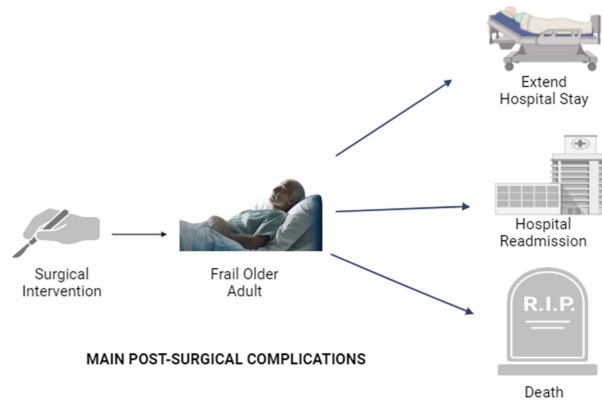 Surgical
Intervention
Frail Older
Adult
Extend
Hospital Stay
Hospital
Readmission
R.I.P.
Death
MAIN POST-SURGICAL COMPLICATIONS